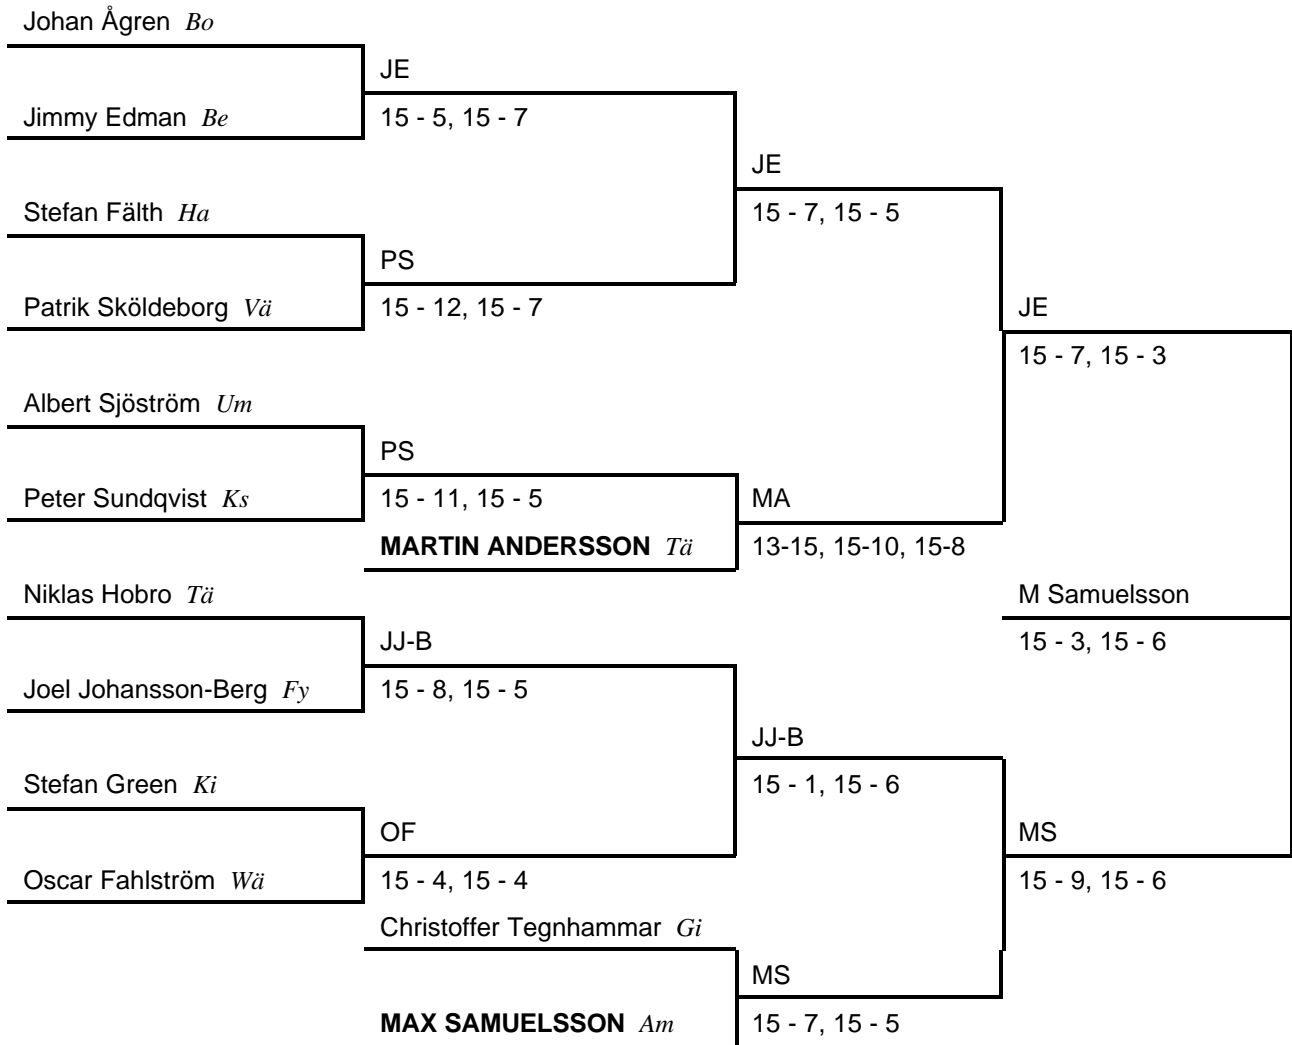 Johan Ågren Bo
JE
Jimmy Edman Be
15 - 5, 15 - 7
JE
Stefan Fälth Ha
15 - 7, 15 - 5
PS
Patrik Sköldeborg Vä
15 - 12, 15 - 7
JE
15 - 7, 15 - 3
Albert Sjöström Um
PS
Peter Sundqvist Ks
15 - 11, 15 - 5
MA
MARTIN ANDERSSON Tä
13-15, 15-10, 15-8
Niklas Hobro Tä
M Samuelsson
JJ-B
15 - 3, 15 - 6
Joel Johansson-Berg Fy
15 - 8, 15 - 5
JJ-B
Stefan Green Ki
15 - 1, 15 - 6
OF
MS
Oscar Fahlström Wä
15 - 4, 15 - 4
15 - 9, 15 - 6
Christoffer Tegnhammar Gi
MS
MAX SAMUELSSON Am
15 - 7, 15 - 5